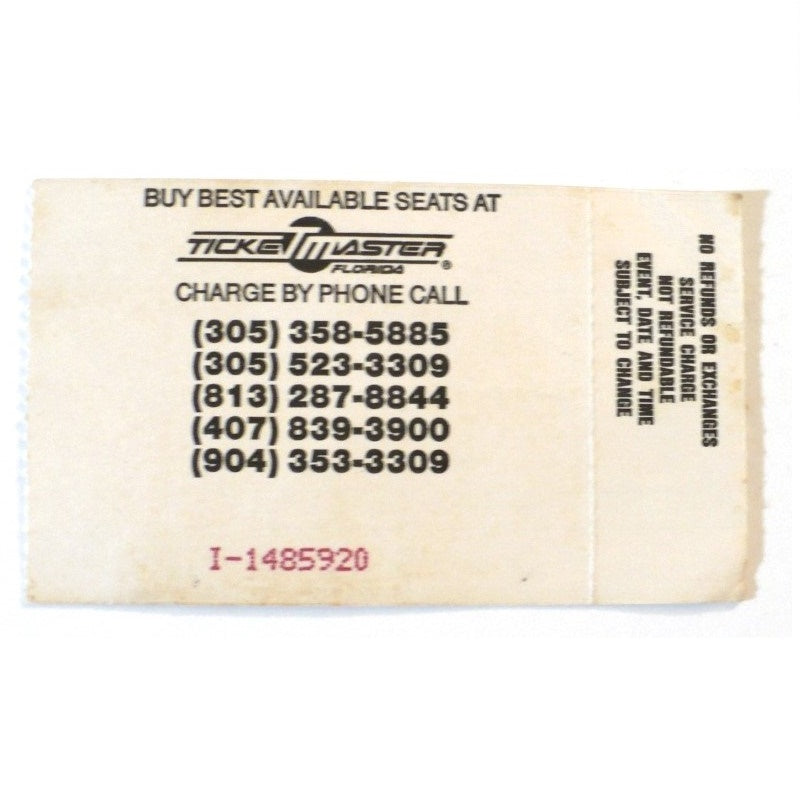 BUY BEST AVAILABLE SEATS AT
TICKETMASTER
FLORIDA ®
CHARGE BY PHONE CALL
(305) 358-5885
(305) 523-3309
(813) 287-8844
(407) 839-3900
(904) 353-3309
I-1485920
NO REFUNDS OR EXCHANGES
SERVICE CHARGE
NOT REFUNDABLE
EVENT, DATE AND TIME
SUBJECT TO CHANGE